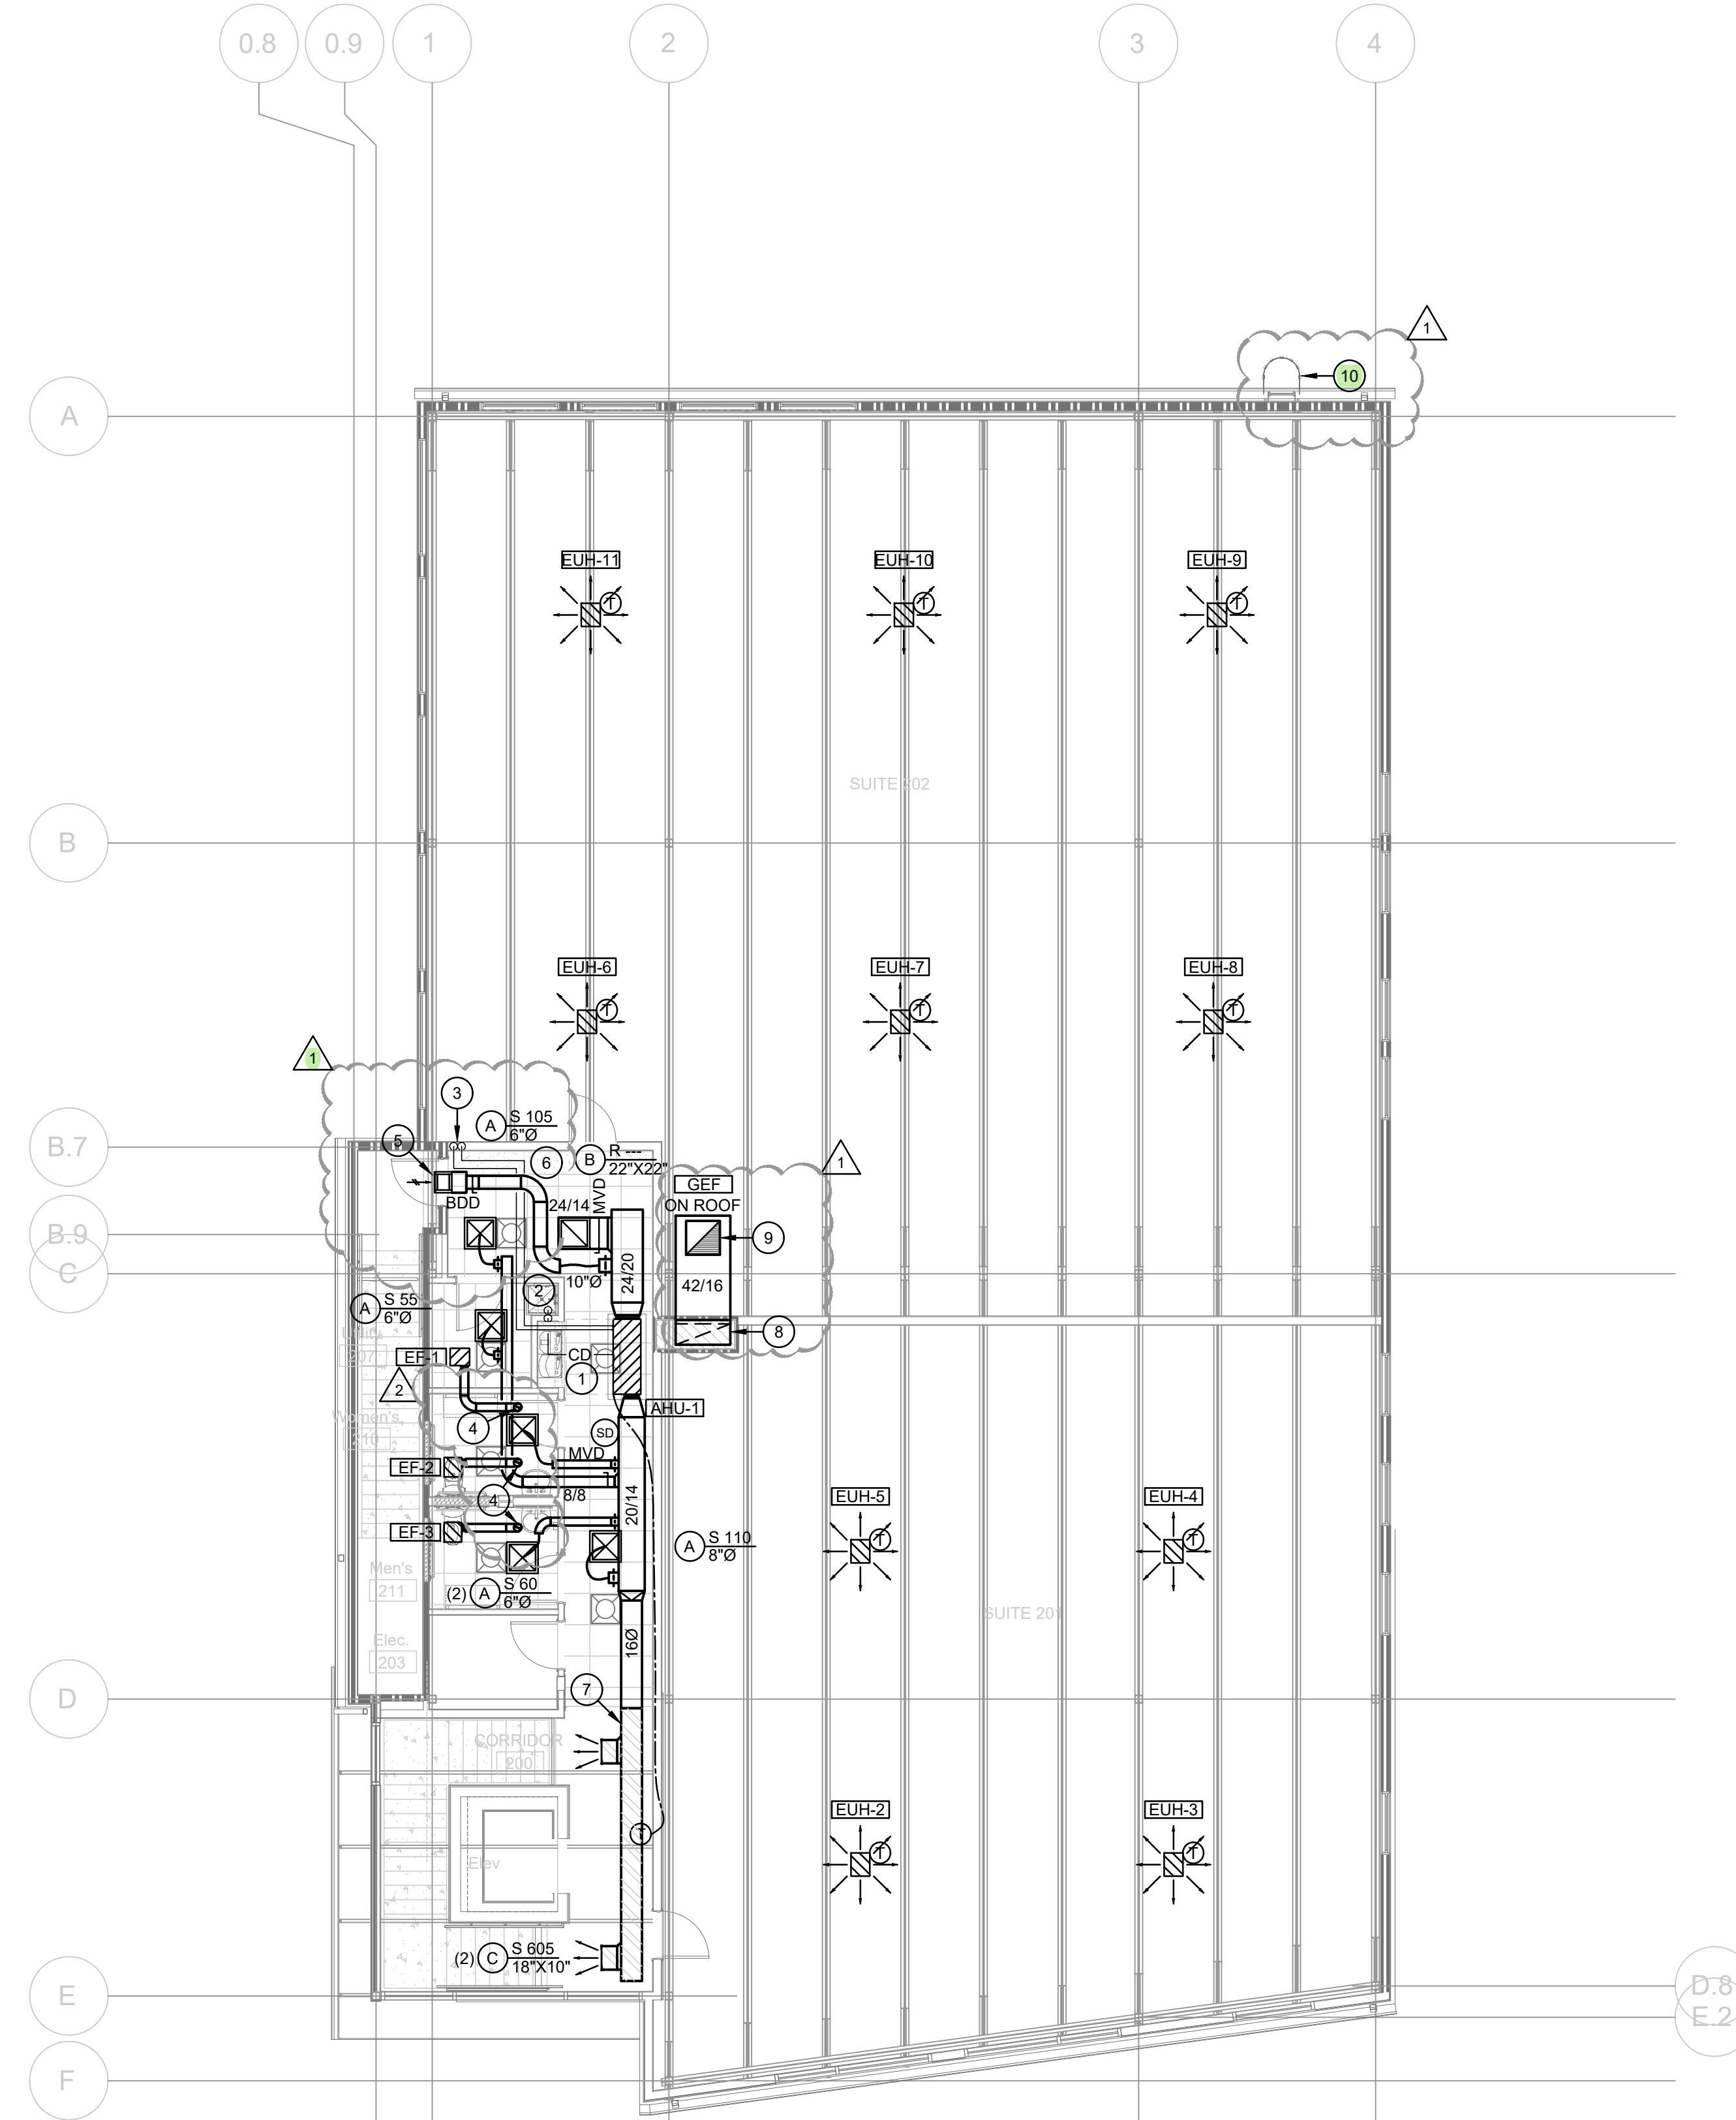 0.8
0.9
1
2
3
4
1
10
A
EUH-11
EUH-10
EUH-9
SUITE 202
B
EUH-6
EUH-7
EUH-8
1
3
A
S 105
6"Ø
5
B.7
6
B
R ---
22"X22"
1
GEF
ON ROOF
BDD
24/14
MVD
B.9
9
C
24/20
42/16
10"Ø
2
A
S 55
6"Ø
8
Utility
207
EF-1
CD
1
2
AHU-1
Women's
210
4
SD
MVD
EF-2
8/8
4
20/14
EUH-5
EUH-4
EF-3
A
S 110
8"Ø
Men's
211
(2)
A
S 60
6"Ø
SUITE 201
Elec.
203
16Ø
7
D
CORRIDOR
200
EUH-2
EUH-3
T
Elev
(2)
C
S 605
18"X10"
E
D.8
E.2
F